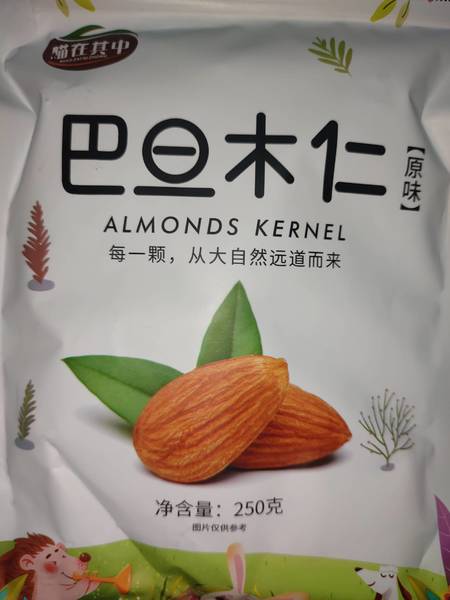 喵在其中
巴旦木仁
【原味】
ALMONDS KERNEL
每一颗，从大自然远道而来
净含量：250克
图片仅供参考